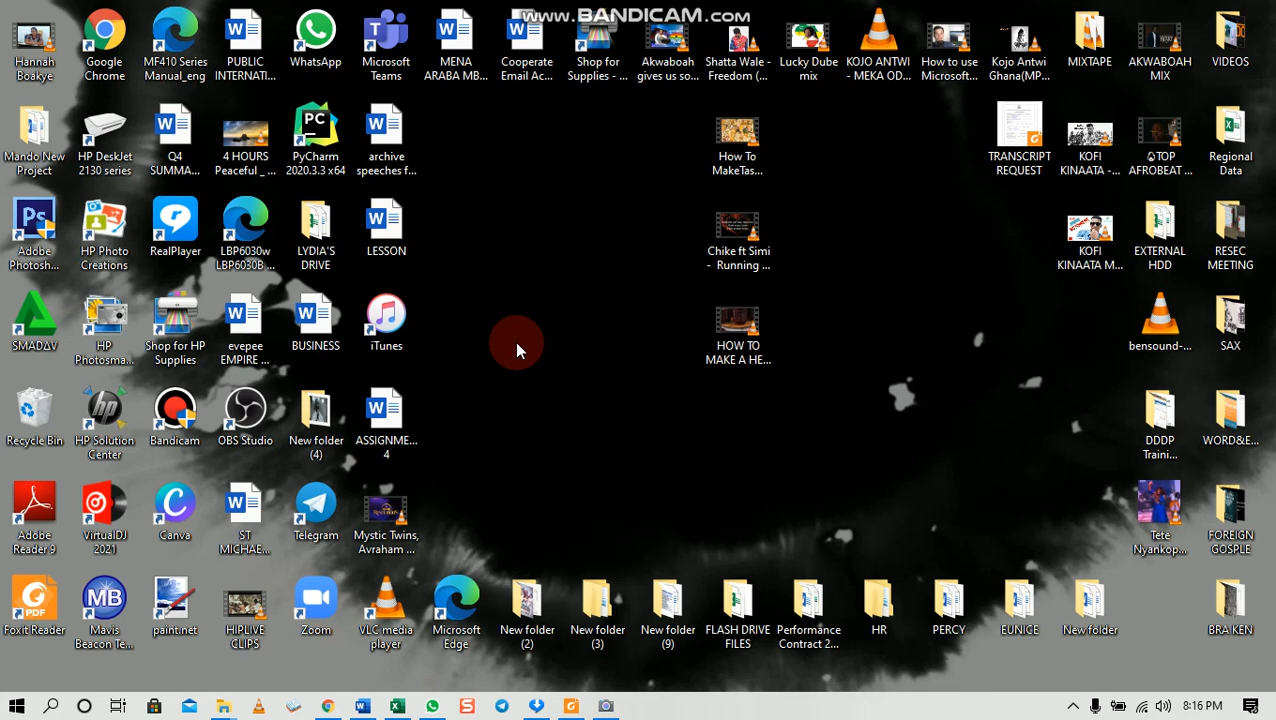 www.BANDICAM.com
Hannah Boakye
Google Chrome
MF410 Series Manual_eng
PUBLIC INTERNATI...
WhatsApp
Microsoft Teams
MENA ARABA MB...
Cooperate Email Ac...
Shop for Supplies - ...
Akwaboah gives us so...
Shatta Wale - Freedom (...
Lucky Dube mix
KOJO ANTWI - MEKA OD...
How to use Microsoft...
Kojo Antwi Ghana(MP...
MIXTAPE
AKWABOAH MIX
VIDEOS
Mando New Project
HP DeskJet 2130 series
Q4 SUMMA...
4 HOURS Peaceful _ ...
PyCharm 2020.3.3 x64
archive speeches f...
How To MakeTas...
TRANSCRIPT REQUEST
KOFI KINAATA -...
TOP AFROBEAT ...
Regional Data
Adobe Photosh...
HP Photo Creations
RealPlayer
LBP6030w LBP6030B ...
LYDIA'S DRIVE
LESSON
Chike ft Simi - Running ...
KOFI KINAATA M...
EXTERNAL HDD
RESEC MEETING
SMADΔV
HP Photosma...
Shop for HP Supplies
evepee EMPIRE ...
BUSINESS
iTunes
HOW TO MAKE A HE...
bensound-...
SAX
Recycle Bin
HP Solution Center
Bandicam
OBS Studio
New folder (4)
ASSIGNME... 4
DDDP Traini...
WORD&E...
Adobe Reader 9
VirtualDJ 2021
Canva
ST MICHAE...
Telegram
Mystic Twins, Avraham ...
Tete Nyankop...
FOREIGN GOSPLE
Foxit Reader
Mavis Beacon Te...
paint.net
HIPLIVE CLIPS
Zoom
VLC media player
Microsoft Edge
New folder (2)
New folder (3)
New folder (9)
FLASH DRIVE FILES
Performance Contract 2...
HR
PERCY
EUNICE
New folder
BRA KEN
8:16 PM